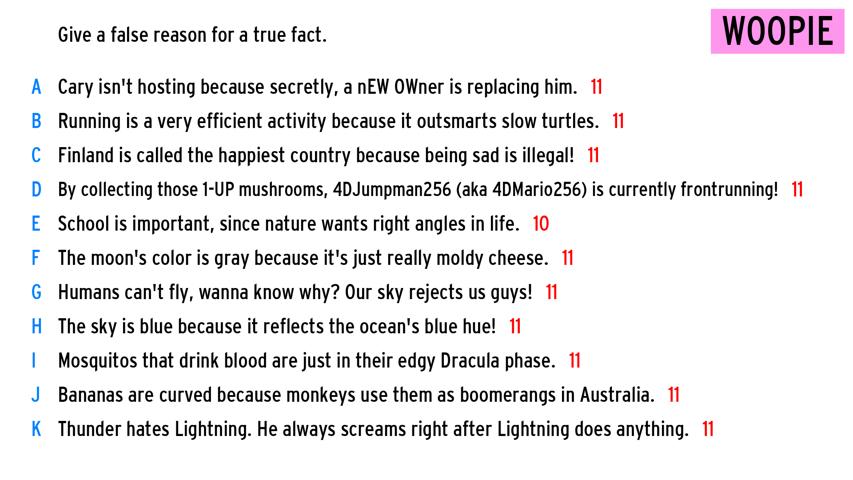 Give a false reason for a true fact.
WOOPIE
A Cary isn't hosting because secretly, a nEW OWner is replacing him. 11
B Running is a very efficient activity because it outsmarts slow turtles. 11
C Finland is called the happiest country because being sad is illegal! 11
D By collecting those 1-UP mushrooms, 4DJumpman256 (aka 4DMario256) is currently frontrunning! 11
E School is important, since nature wants right angles in life. 10
F The moon's color is gray because it's just really moldy cheese. 11
G Humans can't fly, wanna know why? Our sky rejects us guys! 11
H The sky is blue because it reflects the ocean's blue hue! 11
I Mosquitos that drink blood are just in their edgy Dracula phase. 11
J Bananas are curved because monkeys use them as boomerangs in Australia. 11
K Thunder hates Lightning. He always screams right after Lightning does anything. 11